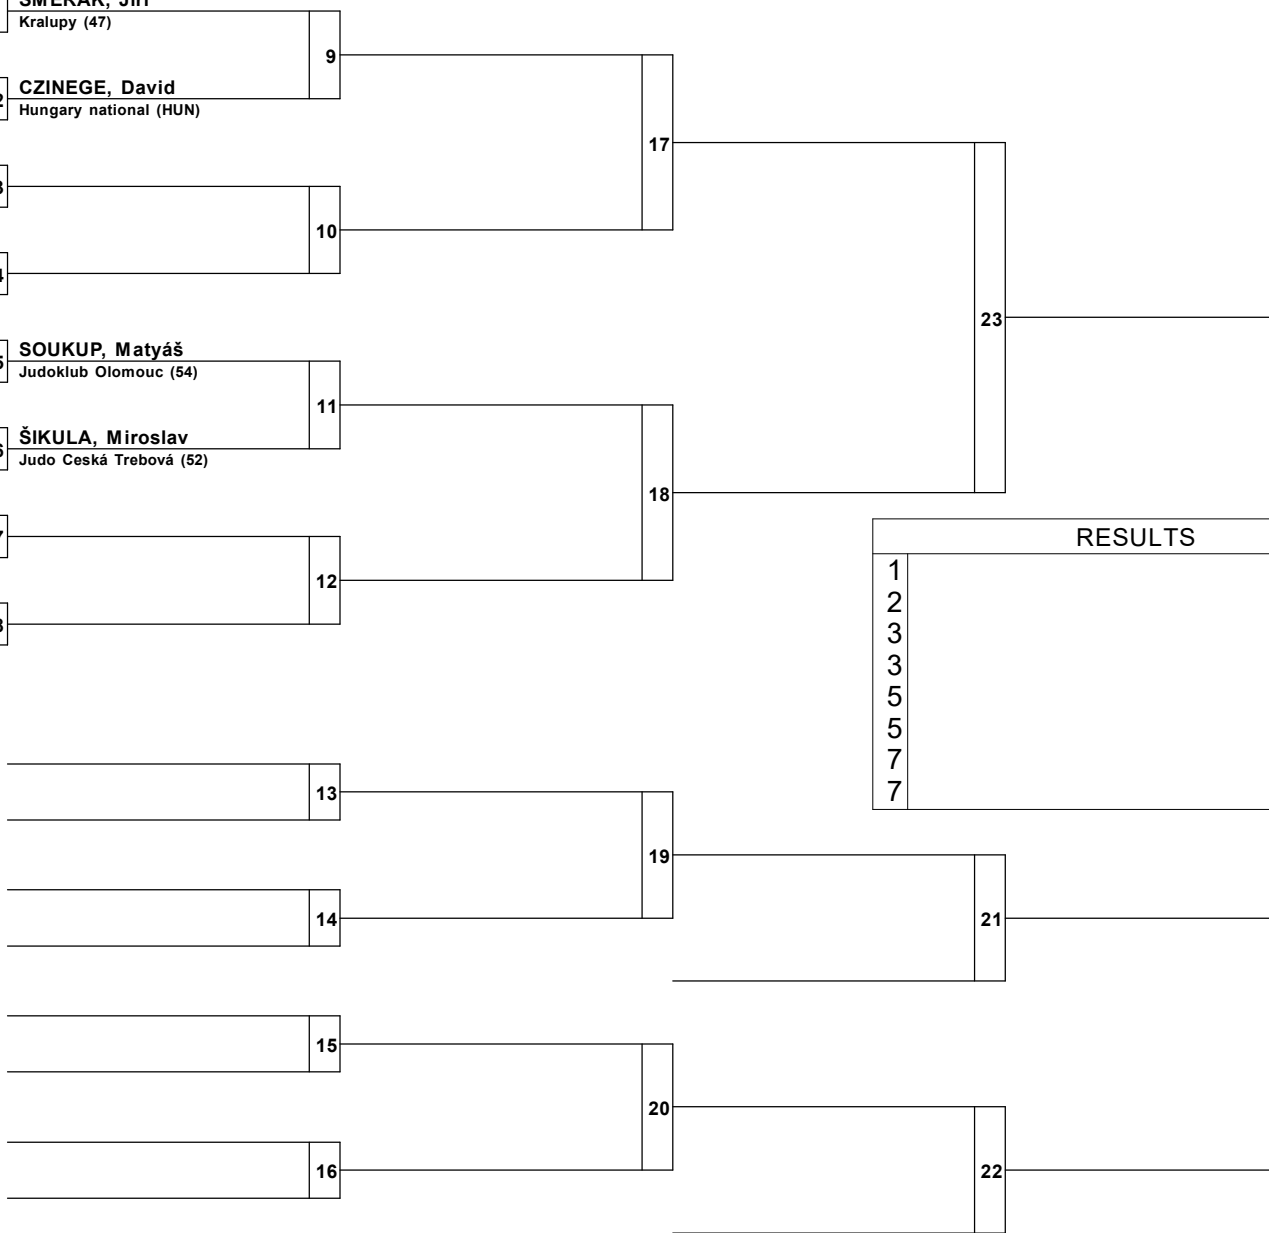 Kralupy (47)
9
CZINEGE, David
Hungary national (HUN)
17
10
23
SOUKUP, Matyáš
Judoklub Olomouc (54)
11
ŠIKULA, Miroslav
Judo Ceská Trebová (52)
18
RESULTS
12
1
2
3
3
5
5
7
7
13
19
14
21
15
20
16
22